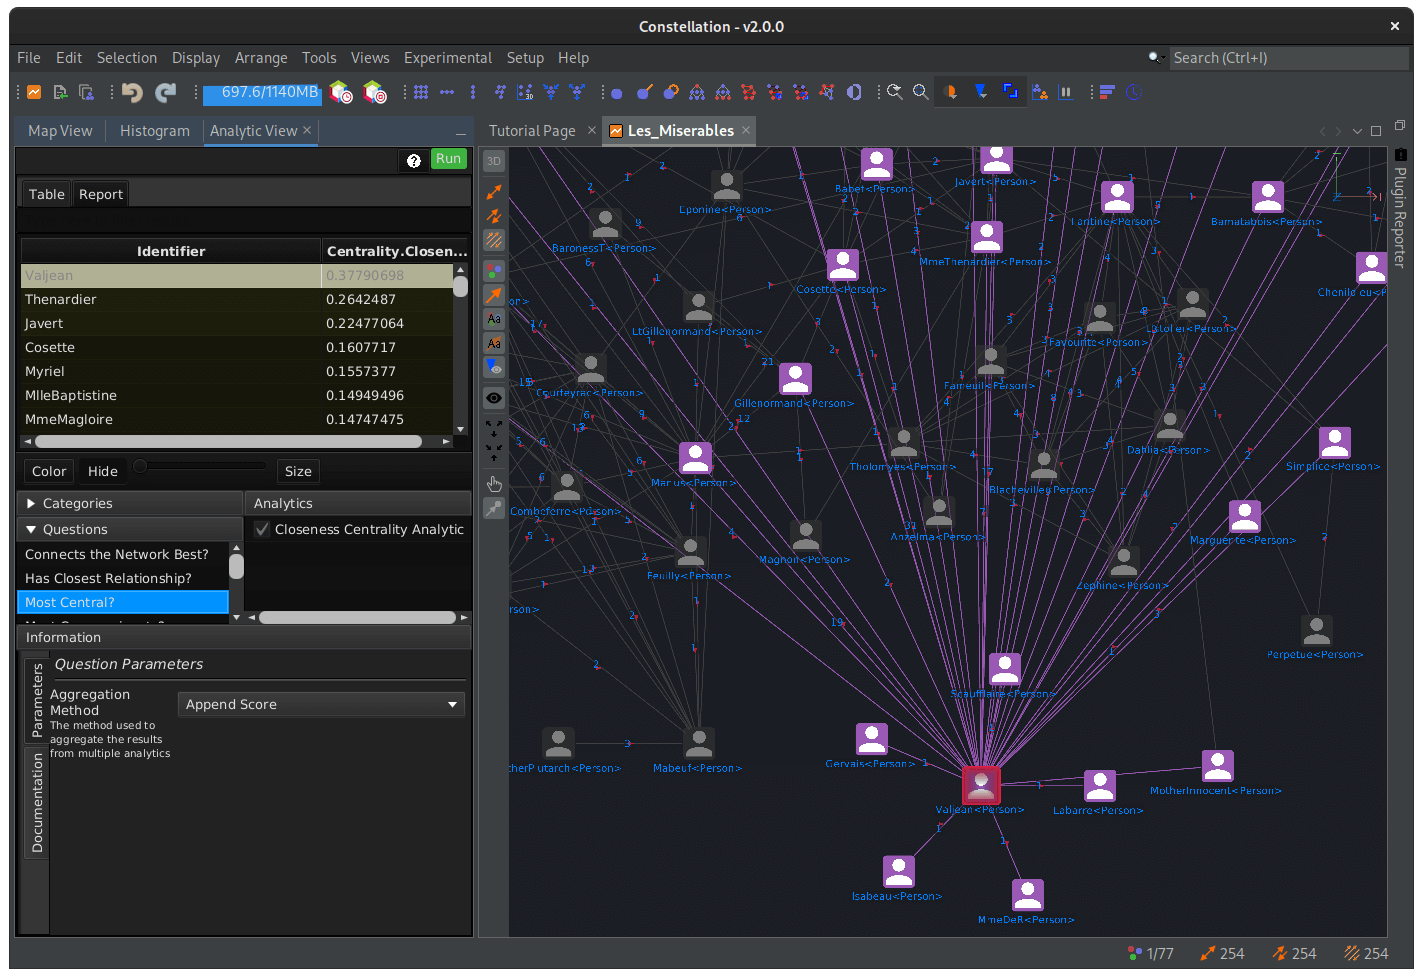 Constellation - v2.0.0
File Edit Selection Display Arrange Tools Views Experimental Setup Help
Search (Ctrl+I)
697.6/1140MB
Map View Histogram Analytic View
Tutorial Page Les_Miserables
Run
Table Report
Identifier Centrality.Closen...
Valjean 0.37790698
Thenardier 0.2642487
Javert 0.22477064
Cosette 0.1607717
Myriel 0.1557377
MlleBaptistine 0.14949496
MmeMagloire 0.14747475
Color Hide Size
Categories Analytics
Questions Closeness Centrality Analytic
Connects the Network Best?
Has Closest Relationship?
Most Central?
Information
Parameters
Documentation
Question Parameters
Aggregation
Method
Append Score
The method used to
aggregate the results
from multiple analytics
3D
Aa
Aa
Babet<Person>
Javert<Person>
Eponine<Person>
Fantine<Person>
Bamatabois<Person>
BaronessT<Person>
MmeThenardier<Person>
Cosette<Person>
LtGillenormand<Person>
Favourite<Person>
Courfeyrac<Person>
Fameuil<Person>
Gillenormand<Person>
Dahlia<Person>
Marius<Person>
Tholomyes<Person>
Simplice<Person>
Combeferre<Person>
Blacheville<Person>
Anzelma<Person>
Marguerite<Person>
Feuilly<Person>
Magnon<Person>
Zephine<Person>
Perpetue<Person>
Scaufflaire<Person>
cherPlutarch<Person>
Mabeuf<Person>
Gervais<Person>
Valjean<Person>
Labarre<Person>
MotherInnocent<Person>
Isabeau<Person>
MmeDeR<Person>
Plugin Reporter
1/77 254 254 254